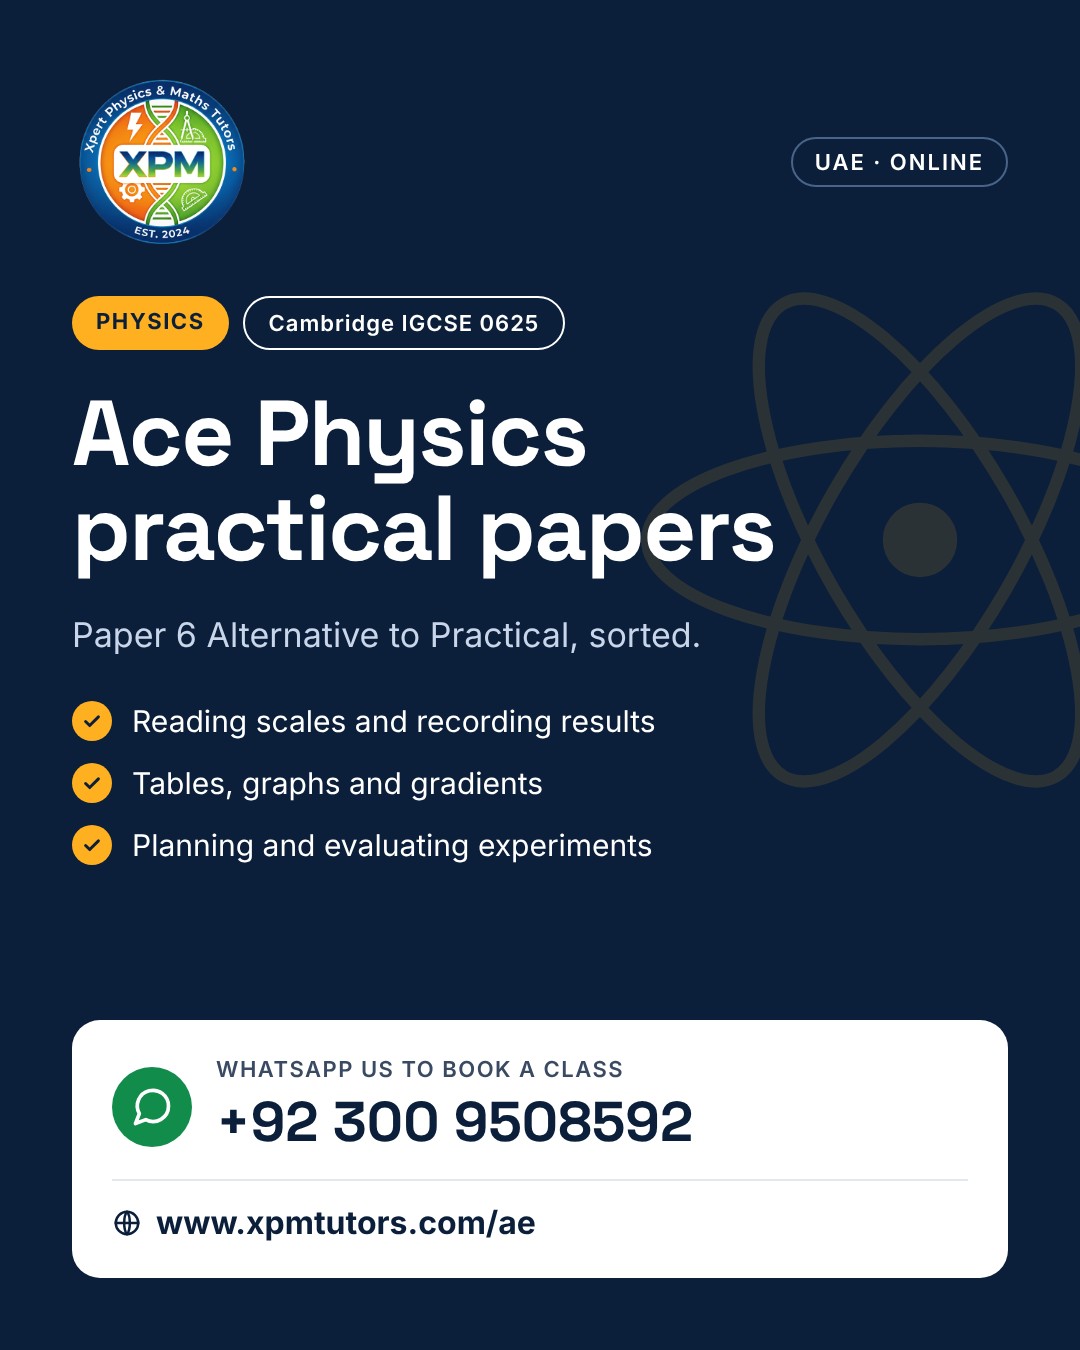 Xpert Physics & Maths Tutors
XPM
EST. 2024
UAE · ONLINE
PHYSICS
Cambridge IGCSE 0625
Ace Physics
practical papers
Paper 6 Alternative to Practical, sorted.
Reading scales and recording results
Tables, graphs and gradients
Planning and evaluating experiments
WHATSAPP US TO BOOK A CLASS
+92 300 9508592
www.xpmtutors.com/ae